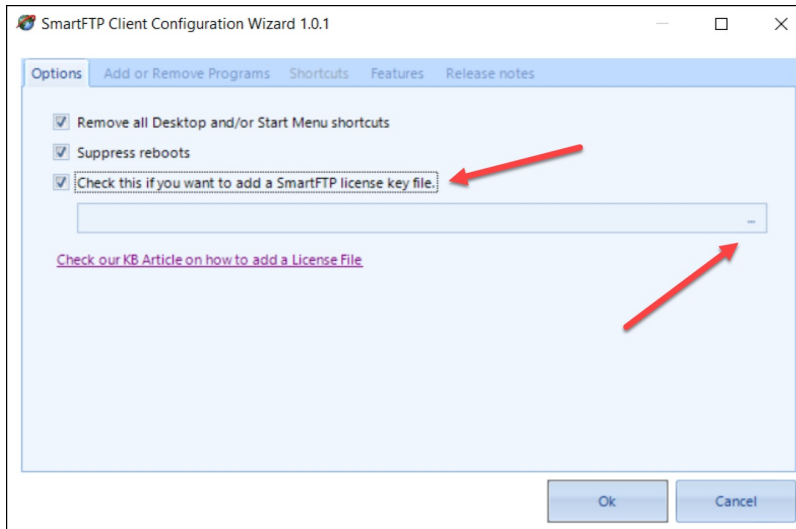 SmartFTP Client Configuration Wizard 1.0.1
Options Add or Remove Programs Shortcuts Features Release notes
Remove all Desktop and/or Start Menu shortcuts
Suppress reboots
Check this if you want to add a SmartFTP license key file.
...
Check our KB Article on how to add a License File
Ok Cancel